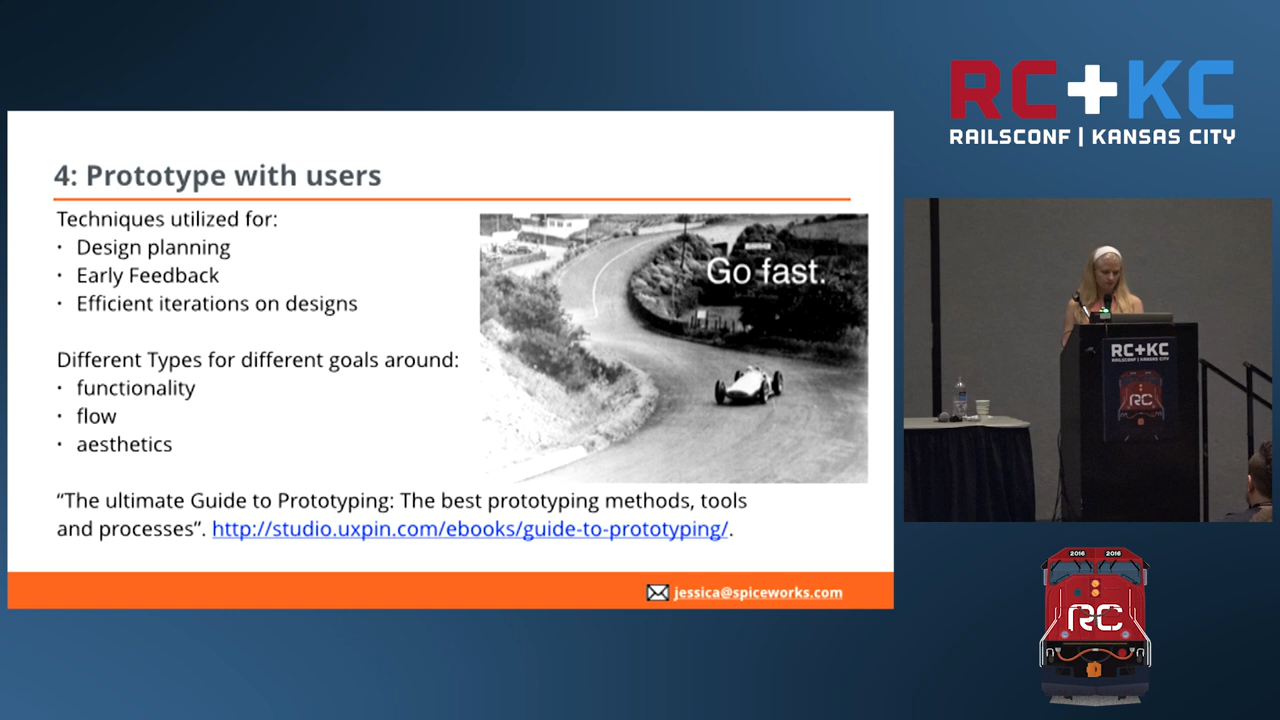 RC+KC
RAILSCONF | KANSAS CITY
4: Prototype with users
Techniques utilized for:
· Design planning
· Early Feedback
· Efficient iterations on designs
Go fast.
Different Types for different goals around:
· functionality
· flow
· aesthetics
“The ultimate Guide to Prototyping: The best prototyping methods, tools
and processes”. http://studio.uxpin.com/ebooks/guide-to-prototyping/.
jessica@spiceworks.com
RC+KC
RAILSCONF | KANSAS CITY
RC
2016 2016
RC